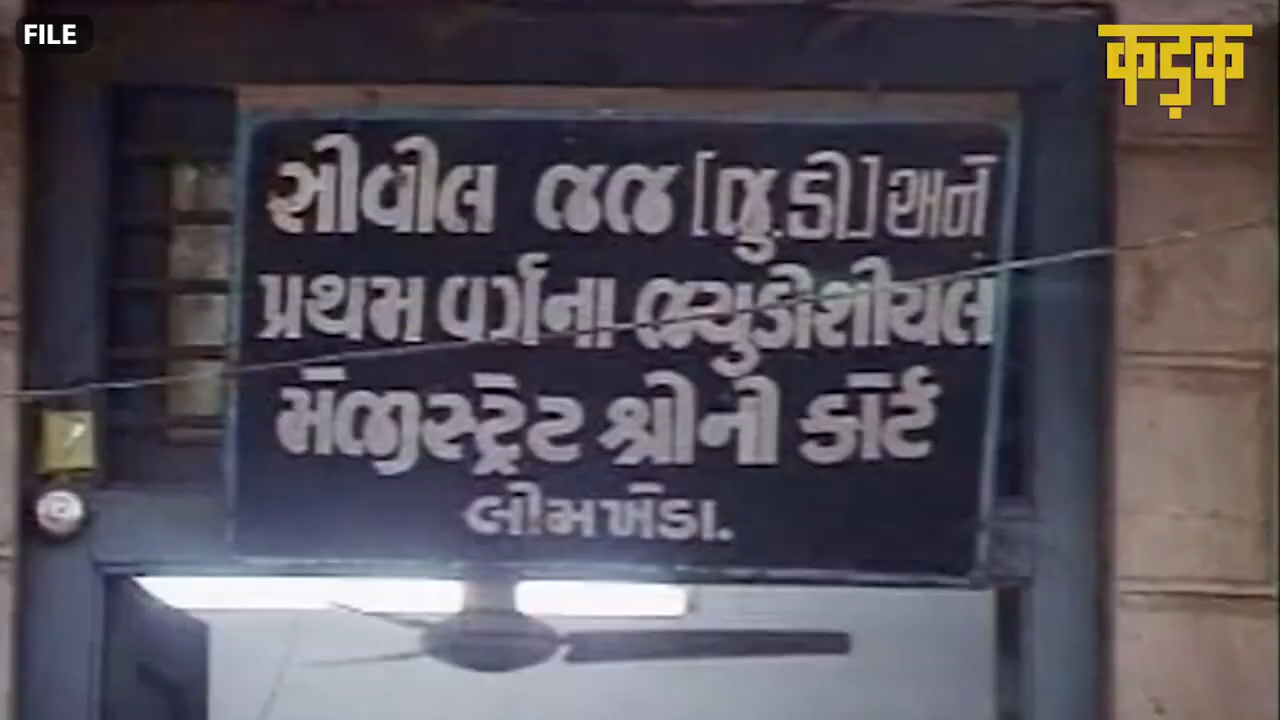 FILE
कड़क
સીવીલ જજ [જુ.ડી.] અને
પ્રથમ વર્ગના જ્યુડીશીયલ
મેજીસ્ટ્રેટ શ્રીની કોર્ટ
લીમખેડા.